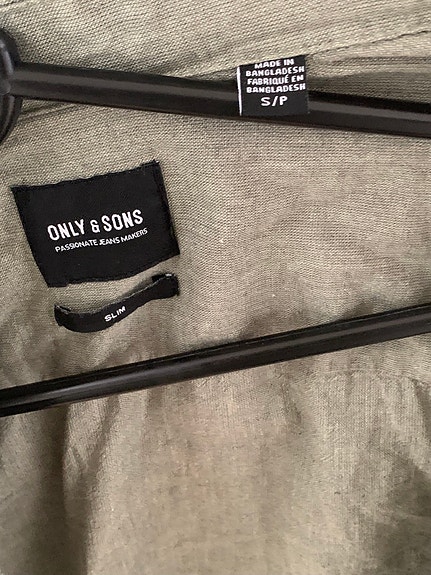 MADE IN
BANGLADESH
FABRIQUÉ EN
BANGLADESH
S/P
ONLY & SONS
PASSIONATE JEANS MAKERS
SLIM